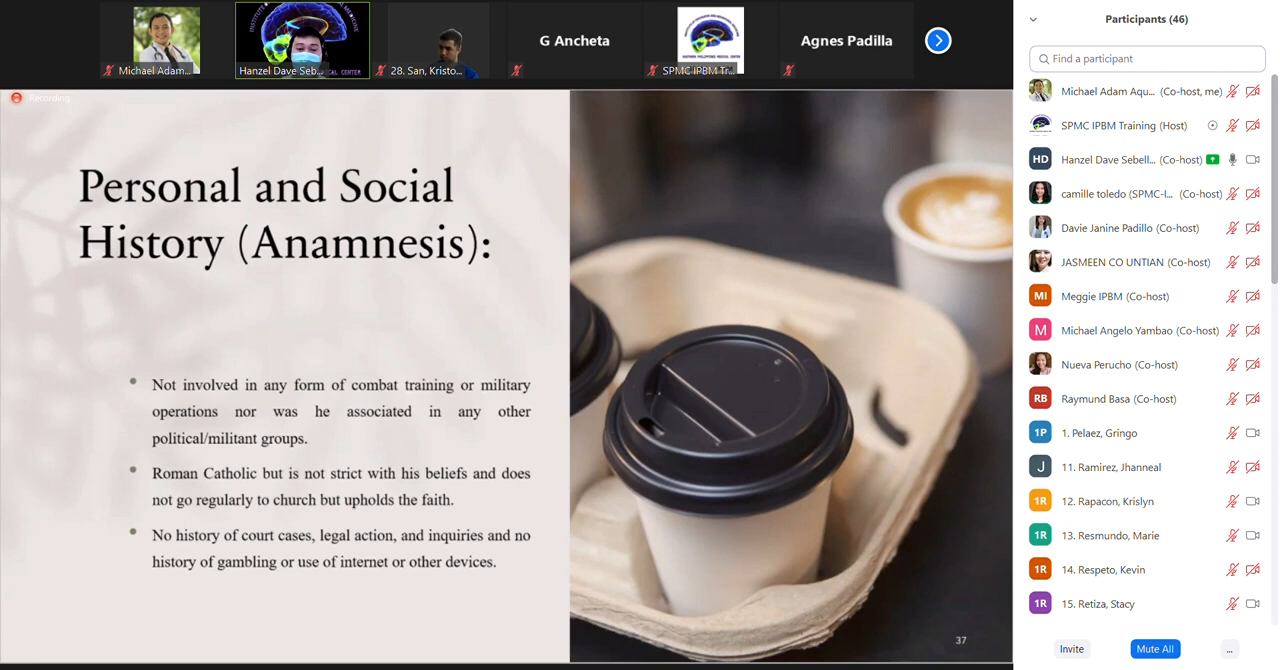 Michael Adam...
Hanzel Dave Seb...
28. San, Kristo...
G Ancheta
SPMC IPBM Tr...
Agnes Padilla
Recording
Personal and Social
History (Anamnesis):
Not involved in any form of combat training or military
operations nor was he associated in any other
political/militant groups.
Roman Catholic but is not strict with his beliefs and does
not go regularly to church but upholds the faith.
No history of court cases, legal action, and inquiries and no
history of gambling or use of internet or other devices.
37
Participants (46)
Find a participant
Michael Adam Aqu... (Co-host, me)
SPMC IPBM Training (Host)
HD Hanzel Dave Sebell... (Co-host)
camille toledo (SPMC-I... (Co-host)
Davie Janine Padillo (Co-host)
JASMEEN CO UNTIAN (Co-host)
MI Meggie IPBM (Co-host)
M Michael Angelo Yambao (Co-host)
Nueva Perucho (Co-host)
RB Raymund Basa (Co-host)
1P 1. Pelaez, Gringo
J 11. Ramirez, Jhanneal
1R 12. Rapacon, Krislyn
1R 13. Resmundo, Marie
1R 14. Respeto, Kevin
1R 15. Retiza, Stacy
Invite
Mute All
...